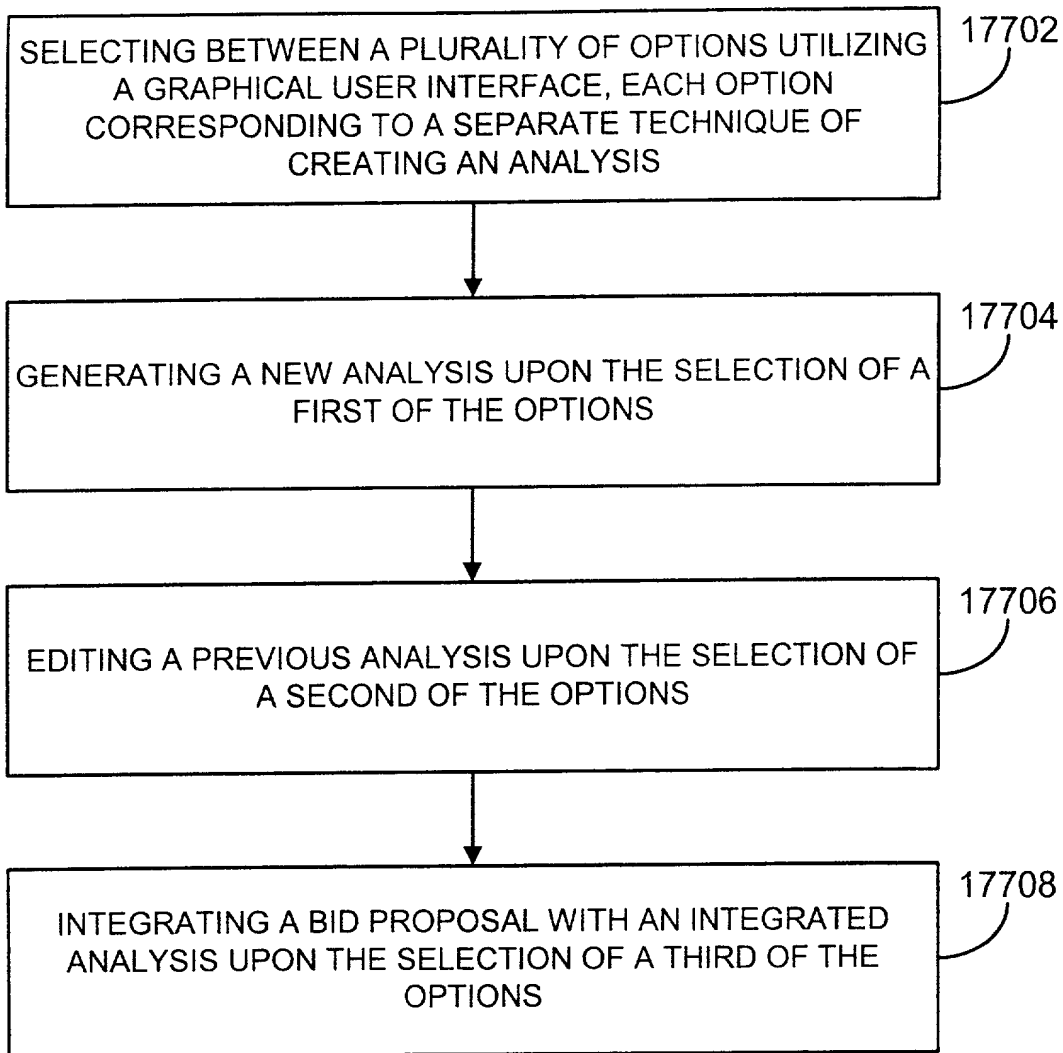 17702
SELECTING BETWEEN A PLURALITY OF OPTIONS UTILIZING
A GRAPHICAL USER INTERFACE, EACH OPTION
CORRESPONDING TO A SEPARATE TECHNIQUE OF
CREATING AN ANALYSIS
17704
GENERATING A NEW ANALYSIS UPON THE SELECTION OF A
FIRST OF THE OPTIONS
17706
EDITING A PREVIOUS ANALYSIS UPON THE SELECTION OF
A SECOND OF THE OPTIONS
17708
INTEGRATING A BID PROPOSAL WITH AN INTEGRATED
ANALYSIS UPON THE SELECTION OF A THIRD OF THE
OPTIONS